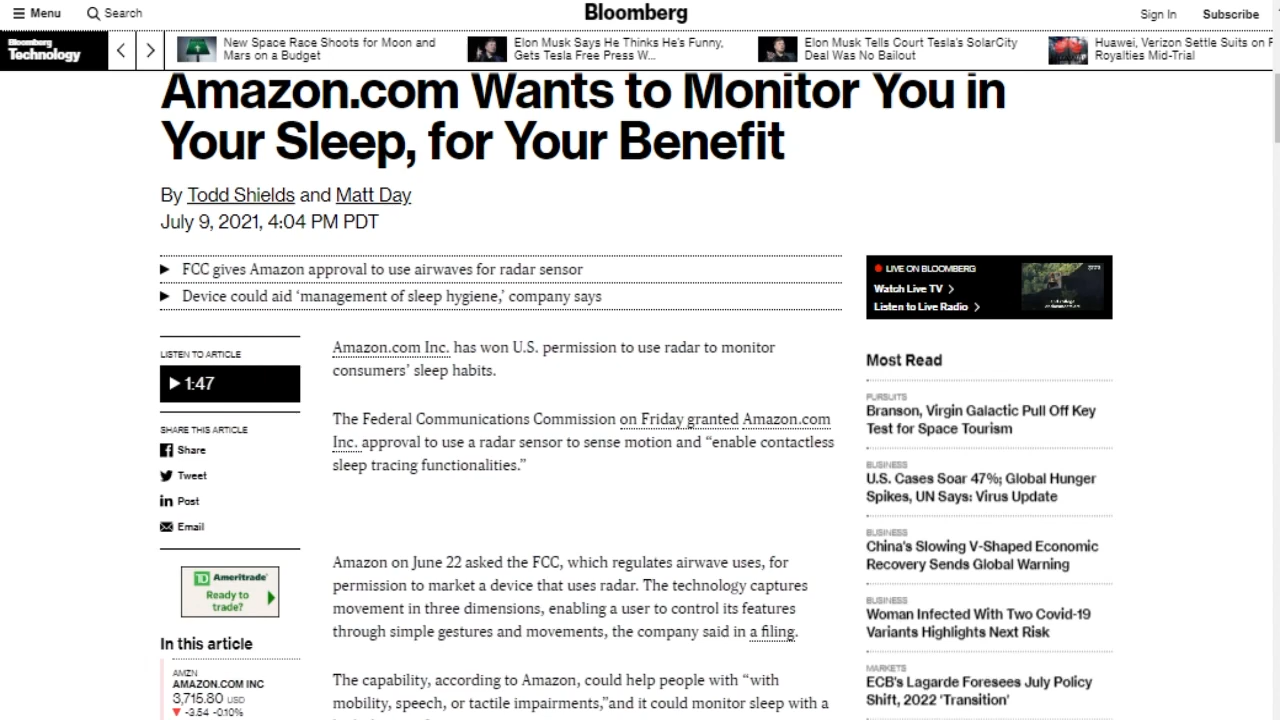 Menu
Search
Bloomberg
Sign In
Subscribe
Bloomberg
Technology
New Space Race Shoots for Moon and
Mars on a Budget
Elon Musk Says He Thinks He's Funny,
Gets Tesla Free Press W...
Elon Musk Tells Court Tesla's SolarCity
Deal Was No Bailout
Huawei, Verizon Settle Suits on F
Royalties Mid-Trial
Amazon.com Wants to Monitor You in
Your Sleep, for Your Benefit
By Todd Shields and Matt Day
July 9, 2021, 4:04 PM PDT
FCC gives Amazon approval to use airwaves for radar sensor
Device could aid ‘management of sleep hygiene,’ company says
LISTEN TO ARTICLE
1:47
SHARE THIS ARTICLE
Share
Tweet
Post
Email
Ameritrade
Ready to
trade?
In this article
AMZN
AMAZON.COM INC
3,715.80 USD
-3.54 -0.10%
Amazon.com Inc. has won U.S. permission to use radar to monitor
consumers’ sleep habits.
The Federal Communications Commission on Friday granted Amazon.com
Inc. approval to use a radar sensor to sense motion and “enable contactless
sleep tracing functionalities.”
Amazon on June 22 asked the FCC, which regulates airwave uses, for
permission to market a device that uses radar. The technology captures
movement in three dimensions, enabling a user to control its features
through simple gestures and movements, the company said in a filing.
The capability, according to Amazon, could help people with “with
mobility, speech, or tactile impairments,”and it could monitor sleep with a
LIVE ON BLOOMBERG
Watch Live TV
Listen to Live Radio
Most Read
PURSUITS
Branson, Virgin Galactic Pull Off Key
Test for Space Tourism
BUSINESS
U.S. Cases Soar 47%; Global Hunger
Spikes, UN Says: Virus Update
BUSINESS
China's Slowing V-Shaped Economic
Recovery Sends Global Warning
BUSINESS
Woman Infected With Two Covid-19
Variants Highlights Next Risk
MARKETS
ECB's Lagarde Foresees July Policy
Shift, 2022 ‘Transition’